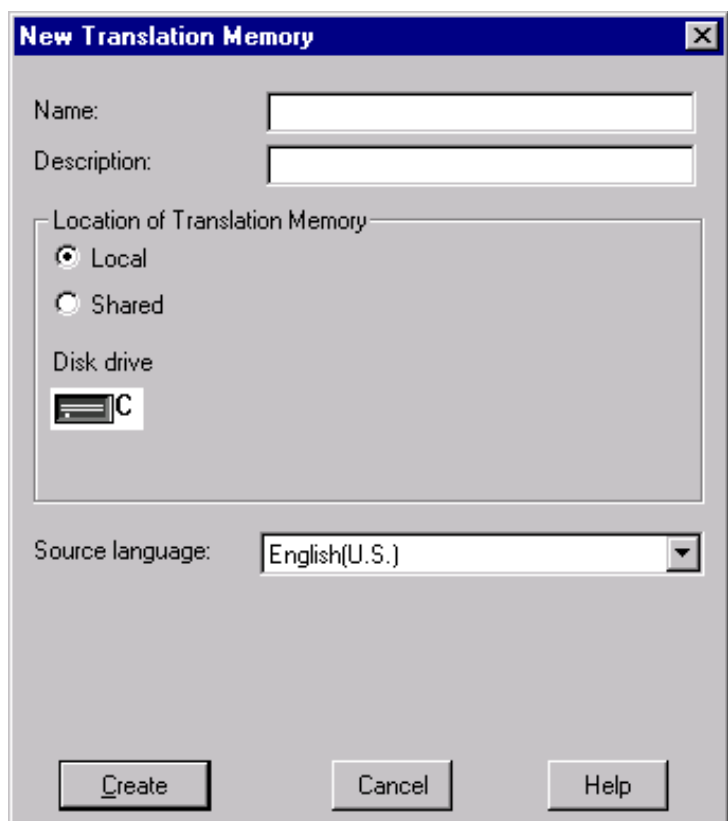 New Translation Memory
Name:
Description:
Location of Translation Memory
Local
Shared
Disk drive
C
Source language: English(U.S.)
Create Cancel Help